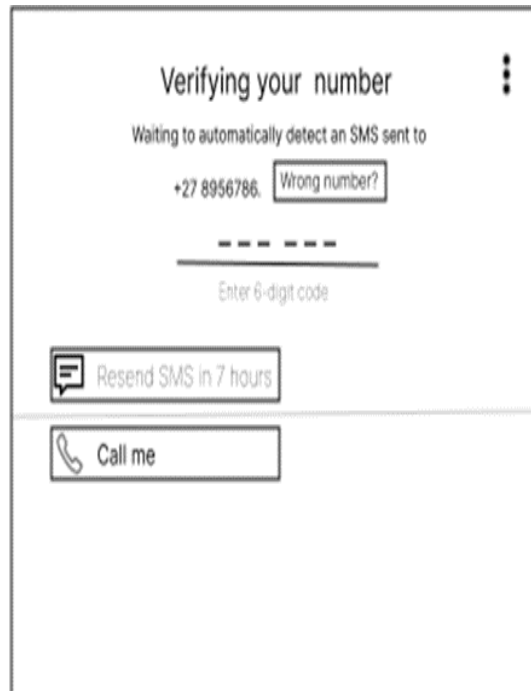 Verifying your number
Waiting to automatically detect an SMS sent to
+27 8956786. Wrong number?
Enter 6-digit code
Resend SMS in 7 hours
Call me